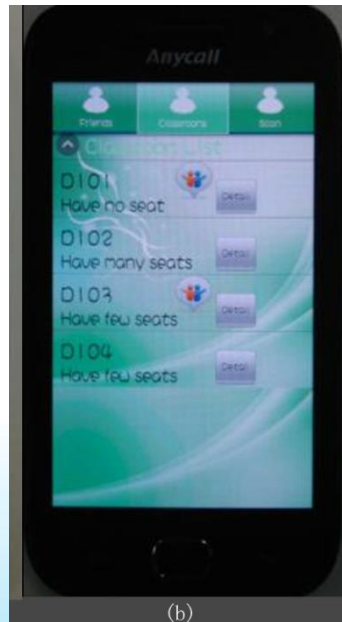 Anycall
Friends Classrooms Scan
Classroom List
D101
Have no seat
Detail
D102
Have many seats
Detail
D103
Have few seats
Detail
D104
Have few seats
Detail
(b)